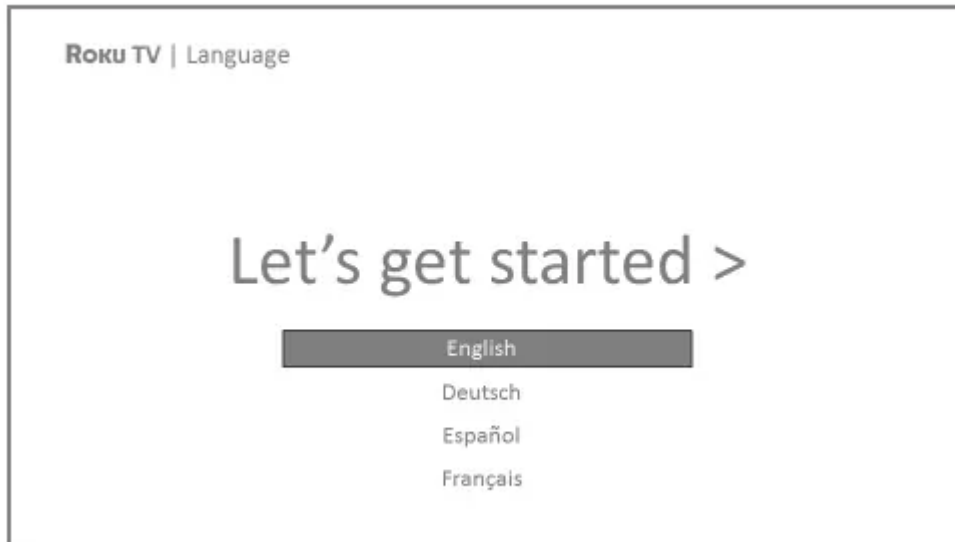 ROKU TV | Language
Let's get started >
English
Deutsch
Español
Français